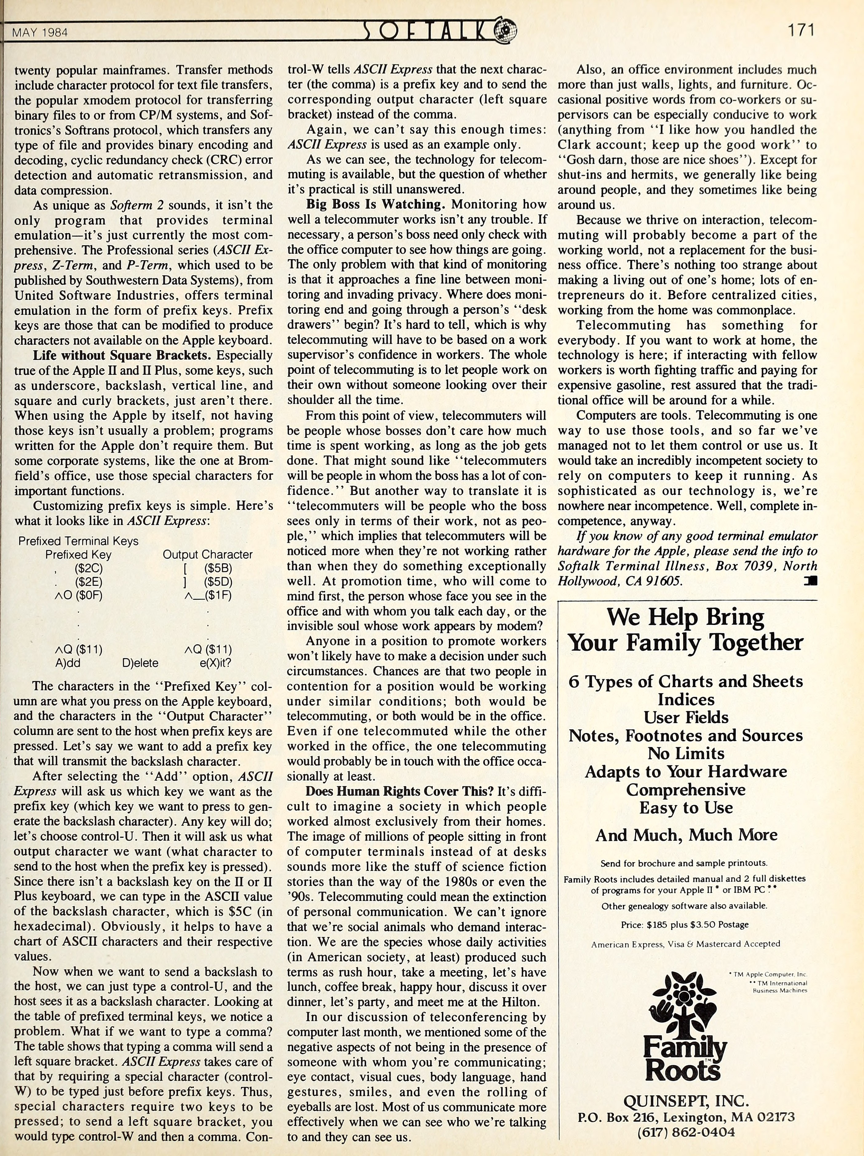 MAY 1984
SOFTALK
171
twenty popular mainframes. Transfer methods
include character protocol for text file transfers,
the popular xmodem protocol for transferring
binary files to or from CP/M systems, and Sof-
tronics's Softrans protocol, which transfers any
type of file and provides binary encoding and
decoding, cyclic redundancy check (CRC) error
detection and automatic retransmission, and
data compression.
As unique as Softerm 2 sounds, it isn't the
only program that provides terminal
emulation—it's just currently the most com-
prehensive. The Professional series (ASCII Ex-
press, Z-Term, and P-Term, which used to be
published by Southwestern Data Systems), from
United Software Industries, offers terminal
emulation in the form of prefix keys. Prefix
keys are those that can be modified to produce
characters not available on the Apple keyboard.
Life without Square Brackets. Especially
true of the Apple II and II Plus, some keys, such
as underscore, backslash, vertical line, and
square and curly brackets, just aren't there.
When using the Apple by itself, not having
those keys isn't usually a problem; programs
written for the Apple don't require them. But
some corporate systems, like the one at Brom-
field's office, use those special characters for
important functions.
Customizing prefix keys is simple. Here's
what it looks like in ASCII Express:
Prefixed Terminal Keys
Prefixed Key Output Character
, ($2C) [ ($5B)
. ($2E) ] ($5D)
^O ($0F) ^_($1F)
. .
. .
. .
^Q ($11) ^Q ($11)
A)dd D)elete e(X)it?
The characters in the "Prefixed Key" col-
umn are what you press on the Apple keyboard,
and the characters in the "Output Character"
column are sent to the host when prefix keys are
pressed. Let's say we want to add a prefix key
that will transmit the backslash character.
After selecting the "Add" option, ASCII
Express will ask us which key we want as the
prefix key (which key we want to press to gen-
erate the backslash character). Any key will do;
let's choose control-U. Then it will ask us what
output character we want (what character to
send to the host when the prefix key is pressed).
Since there isn't a backslash key on the II or II
Plus keyboard, we can type in the ASCII value
of the backslash character, which is $5C (in
hexadecimal). Obviously, it helps to have a
chart of ASCII characters and their respective
values.
Now when we want to send a backslash to
the host, we can just type a control-U, and the
host sees it as a backslash character. Looking at
the table of prefixed terminal keys, we notice a
problem. What if we want to type a comma?
The table shows that typing a comma will send a
left square bracket. ASCII Express takes care of
that by requiring a special character (control-
W) to be typed just before prefix keys. Thus,
special characters require two keys to be
pressed; to send a left square bracket, you
would type control-W and then a comma. Con-
trol-W tells ASCII Express that the next charac-
ter (the comma) is a prefix key and to send the
corresponding output character (left square
bracket) instead of the comma.
Again, we can't say this enough times:
ASCII Express is used as an example only.
As we can see, the technology for telecom-
muting is available, but the question of whether
it's practical is still unanswered.
Big Boss Is Watching. Monitoring how
well a telecommuter works isn't any trouble. If
necessary, a person's boss need only check with
the office computer to see how things are going.
The only problem with that kind of monitoring
is that it approaches a fine line between moni-
toring and invading privacy. Where does moni-
toring end and going through a person's "desk
drawers" begin? It's hard to tell, which is why
telecommuting will have to be based on a work
supervisor's confidence in workers. The whole
point of telecommuting is to let people work on
their own without someone looking over their
shoulder all the time.
From this point of view, telecommuters will
be people whose bosses don't care how much
time is spent working, as long as the job gets
done. That might sound like "telecommuters
will be people in whom the boss has a lot of con-
fidence." But another way to translate it is
"telecommuters will be people who the boss
sees only in terms of their work, not as peo-
ple," which implies that telecommuters will be
noticed more when they're not working rather
than when they do something exceptionally
well. At promotion time, who will come to
mind first, the person whose face you see in the
office and with whom you talk each day, or the
invisible soul whose work appears by modem?
Anyone in a position to promote workers
won't likely have to make a decision under such
circumstances. Chances are that two people in
contention for a position would be working
under similar conditions; both would be
telecommuting, or both would be in the office.
Even if one telecommuted while the other
worked in the office, the one telecommuting
would probably be in touch with the office occa-
sionally at least.
Does Human Rights Cover This? It's diffi-
cult to imagine a society in which people
worked almost exclusively from their homes.
The image of millions of people sitting in front
of computer terminals instead of at desks
sounds more like the stuff of science fiction
stories than the way of the 1980s or even the
'90s. Telecommuting could mean the extinction
of personal communication. We can't ignore
that we're social animals who demand interac-
tion. We are the species whose daily activities
(in American society, at least) produced such
terms as rush hour, take a meeting, let's have
lunch, coffee break, happy hour, discuss it over
dinner, let's party, and meet me at the Hilton.
In our discussion of teleconferencing by
computer last month, we mentioned some of the
negative aspects of not being in the presence of
someone with whom you're communicating;
eye contact, visual cues, body language, hand
gestures, smiles, and even the rolling of
eyeballs are lost. Most of us communicate more
effectively when we can see who we're talking
to and they can see us.
Also, an office environment includes much
more than just walls, lights, and furniture. Oc-
casional positive words from co-workers or su-
pervisors can be especially conducive to work
(anything from "I like how you handled the
Clark account; keep up the good work" to
"Gosh darn, those are nice shoes"). Except for
shut-ins and hermits, we generally like being
around people, and they sometimes like being
around us.
Because we thrive on interaction, telecom-
muting will probably become a part of the
working world, not a replacement for the busi-
ness office. There's nothing too strange about
making a living out of one's home; lots of en-
trepreneurs do it. Before centralized cities,
working from the home was commonplace.
Telecommuting has something for
everybody. If you want to work at home, the
technology is here; if interacting with fellow
workers is worth fighting traffic and paying for
expensive gasoline, rest assured that the tradi-
tional office will be around for a while.
Computers are tools. Telecommuting is one
way to use those tools, and so far we've
managed not to let them control or use us. It
would take an incredibly incompetent society to
rely on computers to keep it running. As
sophisticated as our technology is, we're
nowhere near incompetence. Well, complete in-
competence, anyway.
If you know of any good terminal emulator
hardware for the Apple, please send the info to
Softalk Terminal Illness, Box 7039, North
Hollywood, CA 91605.
We Help Bring
Your Family Together
6 Types of Charts and Sheets
Indices
User Fields
Notes, Footnotes and Sources
No Limits
Adapts to Your Hardware
Comprehensive
Easy to Use
And Much, Much More
Send for brochure and sample printouts.
Family Roots includes detailed manual and 2 full diskettes
of programs for your Apple II * or IBM PC **
Other genealogy software also available.
Price: $185 plus $3.50 Postage
American Express, Visa & Mastercard Accepted
* TM Apple Computer, Inc.
** TM International
Business Machines
Family
Roots
TM
QUINSEPT, INC.
P.O. Box 216, Lexington, MA 02173
(617) 862-0404